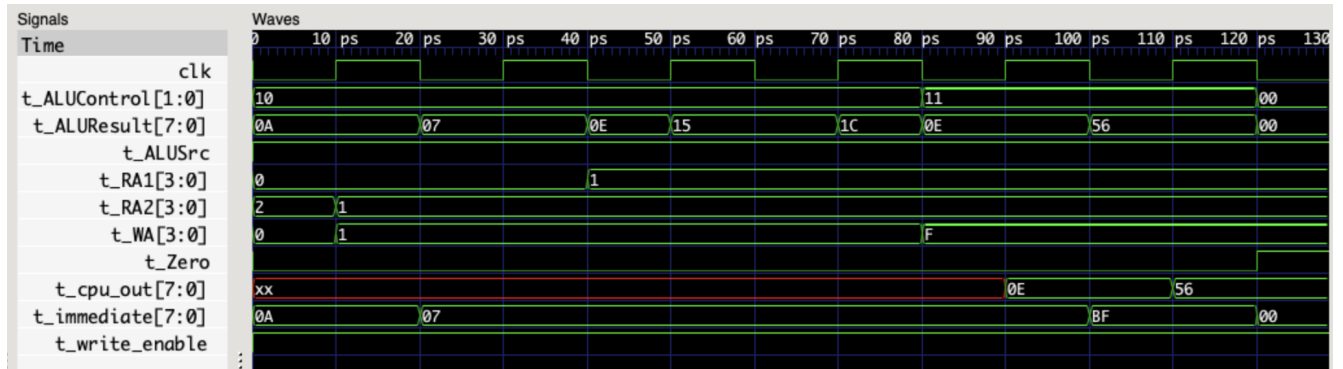 Signals Waves
Time 0 10 ps 20 ps 30 ps 40 ps 50 ps 60 ps 70 ps 80 ps 90 ps 100 ps 110 ps 120 ps 130
clk
t_ALUControl[1:0] 10 11 00
t_ALUResult[7:0] 0A 07 0E 15 1C 0E 56 00
t_ALUSrc
t_RA1[3:0] 0 1
t_RA2[3:0] 2 1
t_WA[3:0] 0 1 F
t_Zero
t_cpu_out[7:0] xx 0E 56
t_immediate[7:0] 0A 07 BF 00
t_write_enable